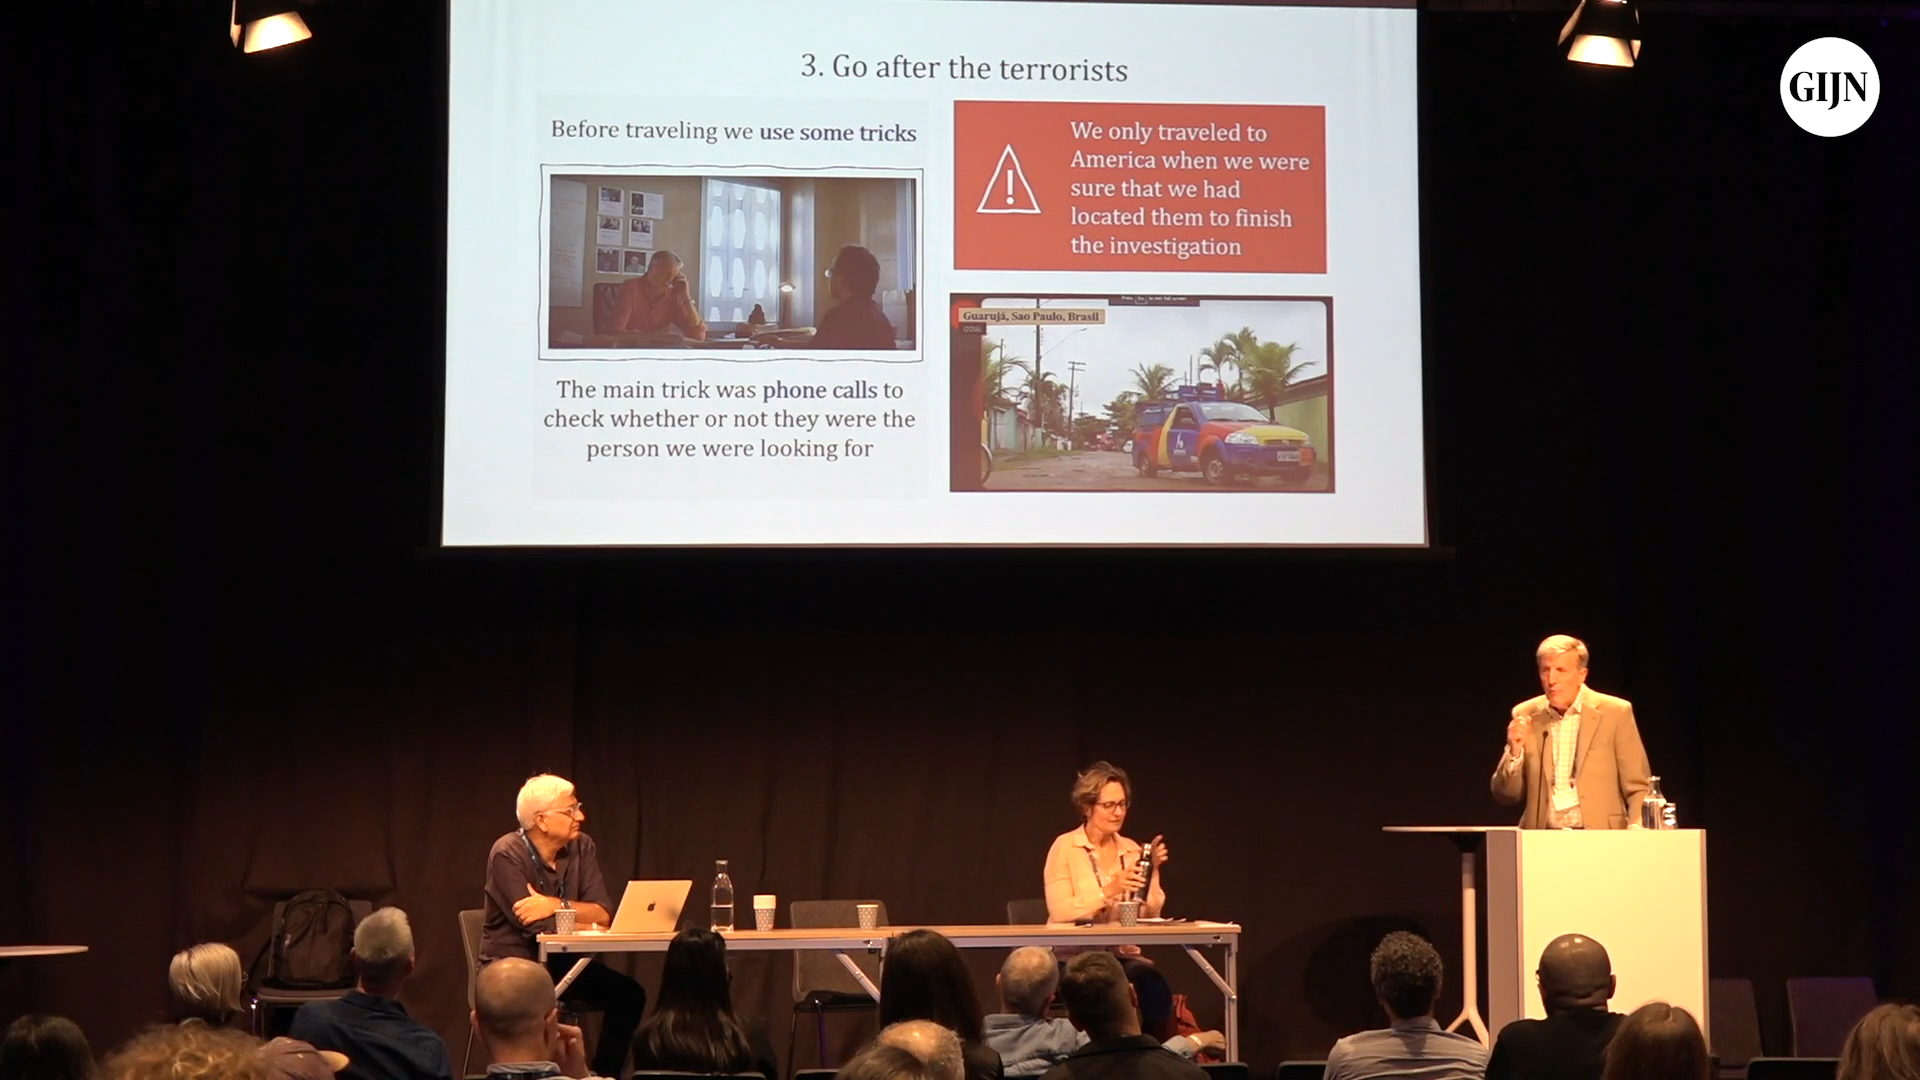 3. Go after the terrorists
Before traveling we use some tricks
The main trick was phone calls to
check whether or not they were the
person we were looking for
We only traveled to
America when we were
sure that we had
located them to finish
the investigation
Guarujá, Sao Paulo, Brasil
GIJN